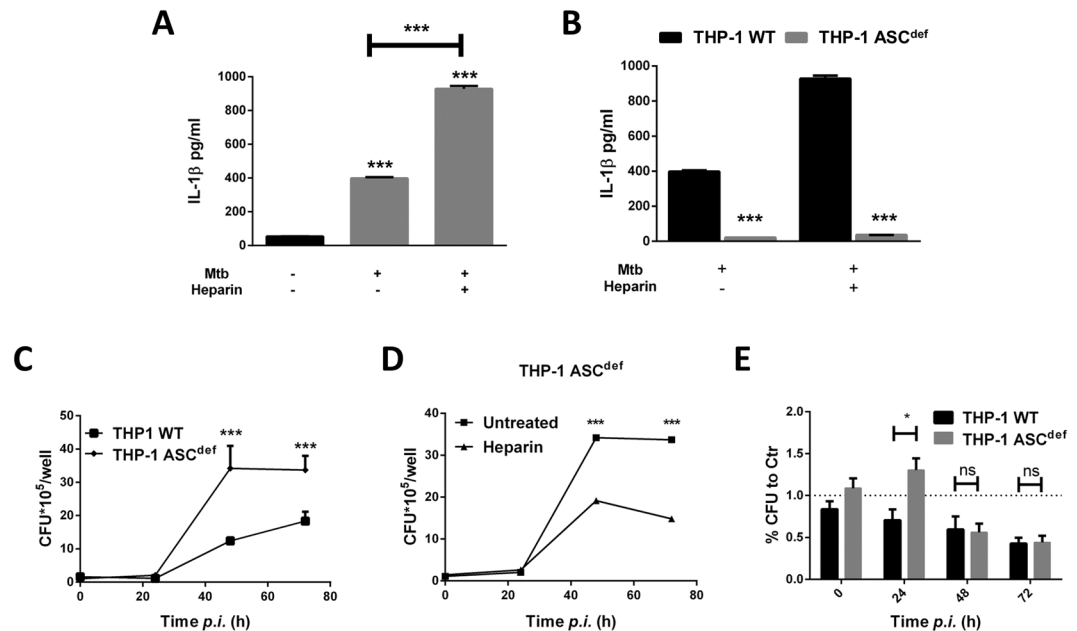 A
***
***
***
1000
800
600
400
200
0
IL-1β pg/ml
Mtb - + +
Heparin - - +
B
THP-1 WT THP-1 ASCdef
1000
800
600
400
200
0
IL-1β pg/ml
*** ***
Mtb + +
Heparin - +
C
THP1 WT
THP-1 ASCdef
*** ***
50
40
30
20
10
0
CFU*10⁵/well
0 20 40 60 80
Time p.i. (h)
D
THP-1 ASCdef
Untreated
Heparin
*** ***
40
30
20
10
0
CFU*10⁵/well
0 20 40 60 80
Time p.i. (h)
E
THP-1 WT
THP-1 ASCdef
*
ns ns
2.0
1.5
1.0
0.5
0.0
% CFU to Ctr
0 24 48 72
Time p.i. (h)